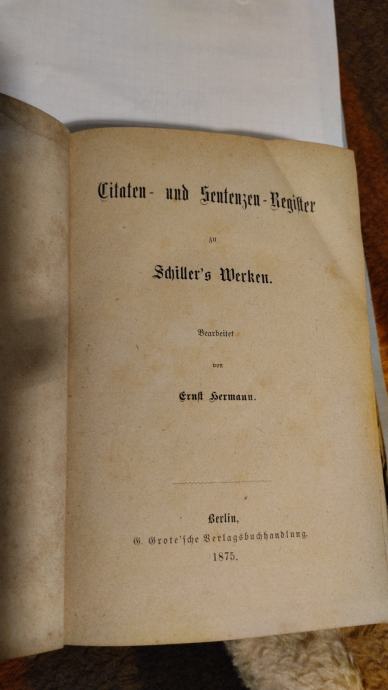 Citaten- und Sentenzen-Register
zu
Schiller's Werken.
Bearbeitet
von
Ernst Hermann.
Berlin,
G. Grote'sche Verlagsbuchhandlung.
1875.